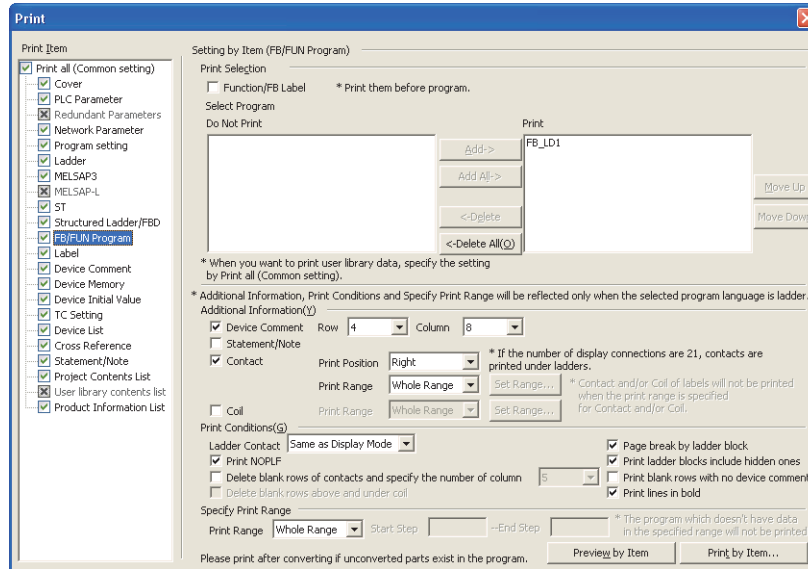 Print
Print Item
Print all (Common setting)
Cover
PLC Parameter
Redundant Parameters
Network Parameter
Program setting
Ladder
MELSAP3
MELSAP-L
ST
Structured Ladder/FBD
FB/FUN Program
Label
Device Comment
Device Memory
Device Initial Value
TC Setting
Device List
Cross Reference
Statement/Note
Project Contents List
User library contents list
Product Information List
Setting by Item (FB/FUN Program)
Print Selection
Function/FB Label * Print them before program.
Select Program
Do Not Print Print
FB_LD1
Add->
Add All->
<-Delete
<-Delete All(O)
Move Up
Move Down
* When you want to print user library data, specify the setting
by Print all (Common setting).
* Additional Information, Print Conditions and Specify Print Range will be reflected only when the selected program language is ladder.
Additional Information(Y)
Device Comment Row 4 Column 8
Statement/Note
Contact Print Position Right * If the number of display connections are 21, contacts are
printed under ladders.
Print Range Whole Range Set Range... * Contact and/or Coil of labels will not be printed
when the print range is specified
for Contact and/or Coil.
Coil Print Range Whole Range Set Range...
Print Conditions(G)
Ladder Contact Same as Display Mode Page break by ladder block
Print NOPLF Print ladder blocks include hidden ones
Delete blank rows of contacts and specify the number of column 5 Print blank rows with no device comment
Delete blank rows above and under coil Print lines in bold
Specify Print Range
Print Range Whole Range Start Step --End Step * The program which doesn't have data
in the specified range will not be printed
Please print after converting if unconverted parts exist in the program. Preview by Item Print by Item...